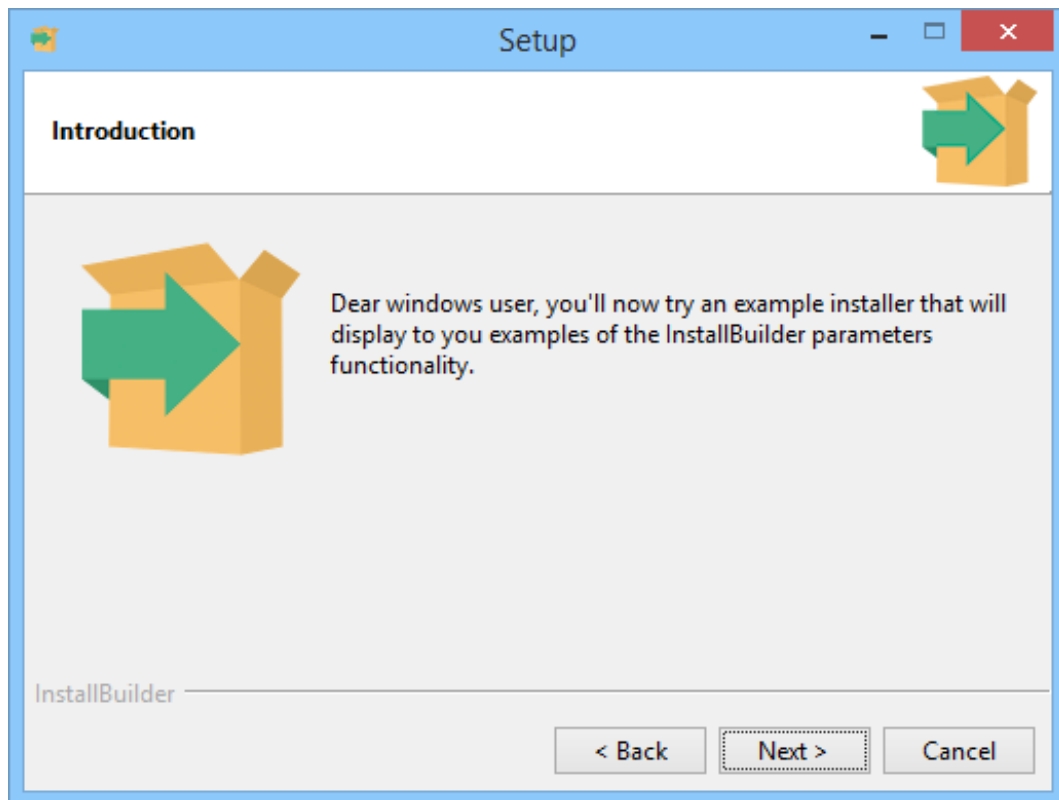 Setup
Introduction
Dear windows user, you'll now try an example installer that will
display to you examples of the InstallBuilder parameters
functionality.
InstallBuilder
< Back
Next >
Cancel